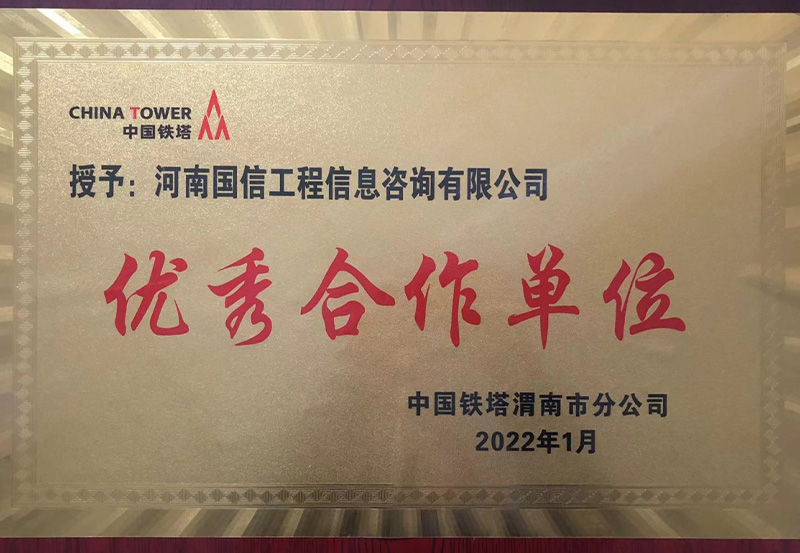 CHINA TOWER
中国铁塔
授予：河南国信工程信息咨询有限公司
优秀合作单位
中国铁塔渭南市分公司
2022年1月